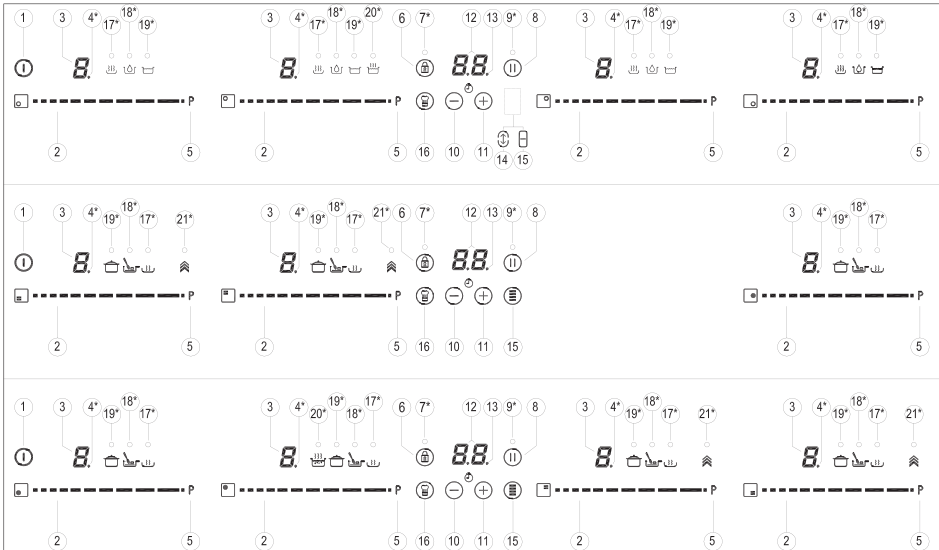 18* 18* 20* 18* 18*
1 3 4* 17* 19* 3 4* 17* 19* 6 7* 12 13 9* 8 3 4* 17* 19* 3 4* 17* 19*
8. 8. 8.8. 8. 8.
P P P P
2 5 2 5 16 10 11 14 15 2 5 2 5
18* 18* 18*
1 3 4* 19* 17* 21* 3 4* 19* 17* 21* 6 7* 12 13 9* 8 3 4* 19* 17*
8. 8. 8.8. 8.
P P P
2 5 2 5 16 10 11 15 2 5
18* 19* 17* 18* 18*
1 3 4* 19* 17* 3 4* 20* 18* 6 7* 12 13 9* 8 3 4* 19* 17* 21* 3 4* 19* 17* 21*
8. 8. 8.8. 8. 8.
P P P P
2 5 2 5 16 10 11 15 2 5 2 5